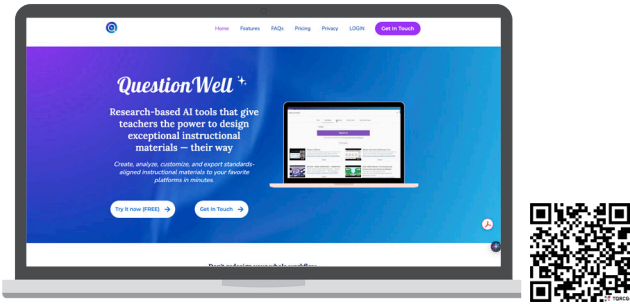 Home Features FAQs Pricing Privacy LOGIN Get In Touch
QuestionWell
Research-based AI tools that give
teachers the power to design
exceptional instructional
materials — their way
Create, analyze, customize, and export standards-
aligned instructional materials to your favorite
platforms in minutes.
Try it now (FREE) → Get In Touch →
TQRCG